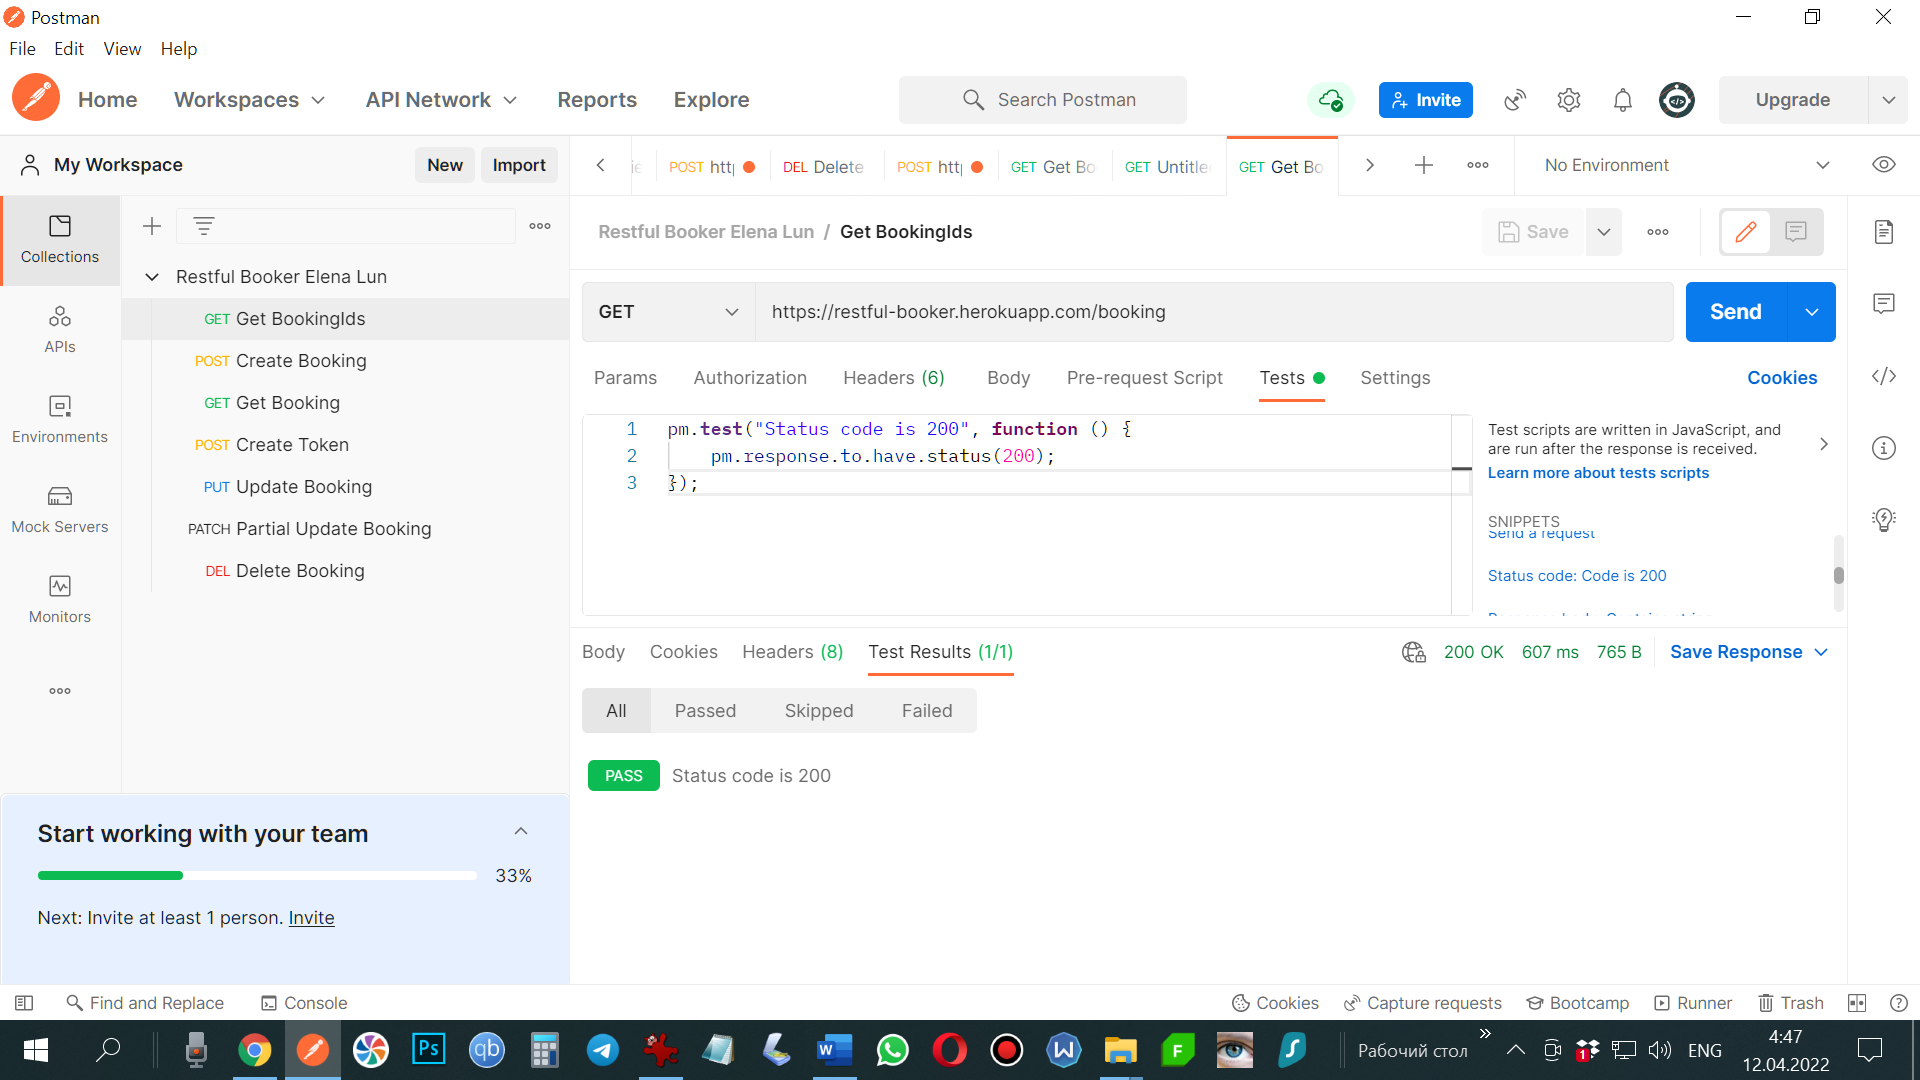 Postman
File Edit View Help
Home Workspaces API Network Reports Explore Search Postman Invite Upgrade
My Workspace New Import
POST DEL Delete POST GET Get Bo GET GET Get Bo No Environment
Restful Booker Elena Lun / Get BookingIds Save
Collections
APIs
Environments
Mock Servers
Monitors
Restful Booker Elena Lun
GET Get BookingIds
POST Create Booking
GET Get Booking
POST Create Token
PUT Update Booking
PATCH Partial Update Booking
DEL Delete Booking
GET https://restful-booker.herokuapp.com/booking Send
Params Authorization Headers (6) Body Pre-request Script Tests Settings Cookies
1 pm.test("Status code is 200", function () {
2 pm.response.to.have.status(200);
3 });
Test scripts are written in JavaScript, and
are run after the response is received.
Learn more about tests scripts
SNIPPETS
Send a request
Status code: Code is 200
Body Cookies Headers (8) Test Results (1/1) 200 OK 607 ms 765 B Save Response
All Passed Skipped Failed
PASS Status code is 200
Start working with your team
33%
Next: Invite at least 1 person. Invite
Find and Replace Console Cookies Capture requests Bootcamp Runner Trash
Ps qb W F Рабочий стол » 1 ENG 4:47
12.04.2022